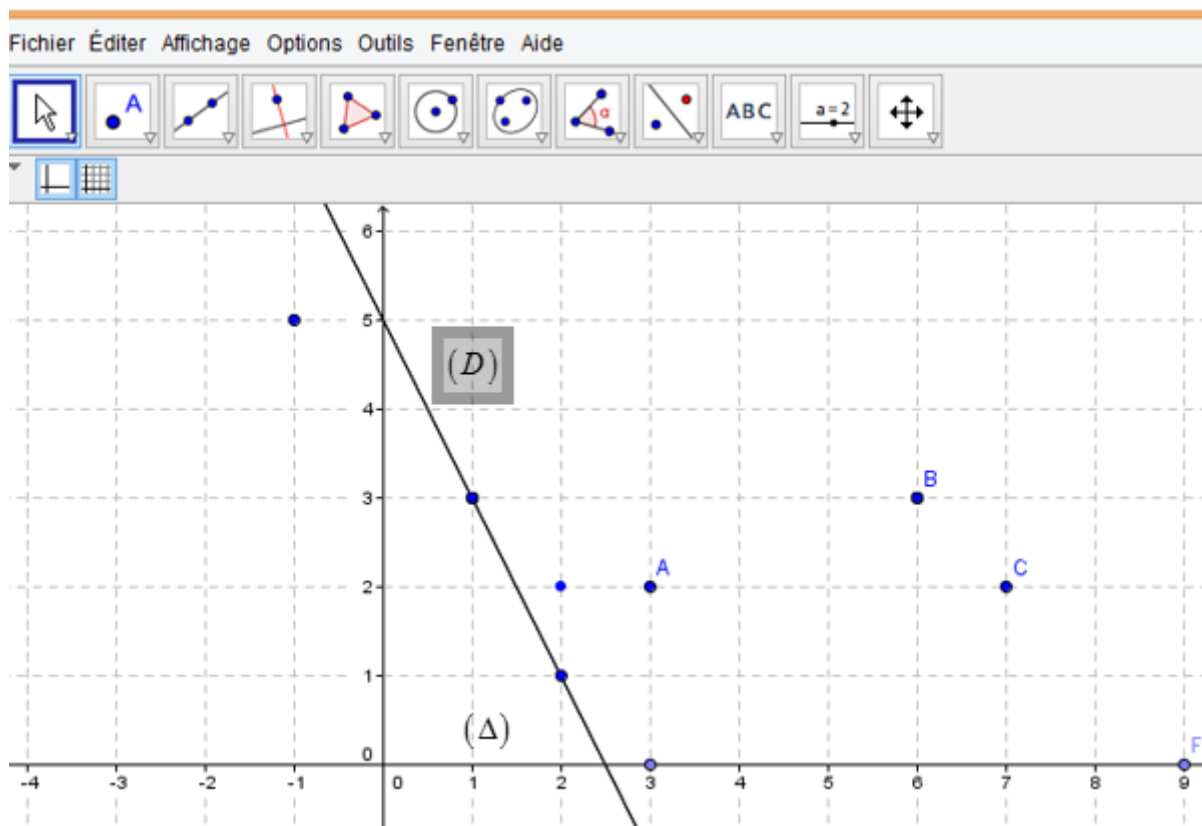 Fichier Éditer Affichage Options Outils Fenêtre Aide
A α ABC a=2
6
5
(D)
4
3 B
A C
2
1
(Δ)
0 F
-4 -3 -2 -1 0 1 2 3 4 5 6 7 8 9